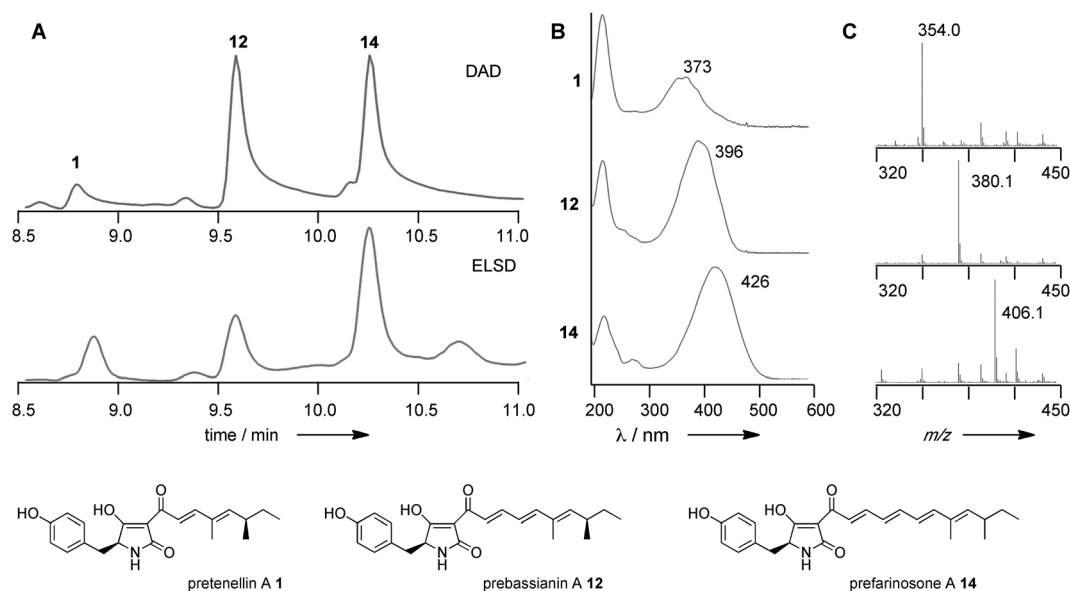 A
12
14
DAD
1
8.5 9.0 9.5 10.0 10.5 11.0
ELSD
8.5 9.0 9.5 10.0 10.5 11.0
time / min
B
1
373
12
396
14
426
200 300 400 500 600
λ / nm
C
354.0
320 450
380.1
320 450
406.1
320 450
m/z
HO
HO
O
N
H
O
pretenellin A 1
HO
HO
O
N
H
O
prebassianin A 12
HO
HO
O
N
H
O
prefarinosone A 14